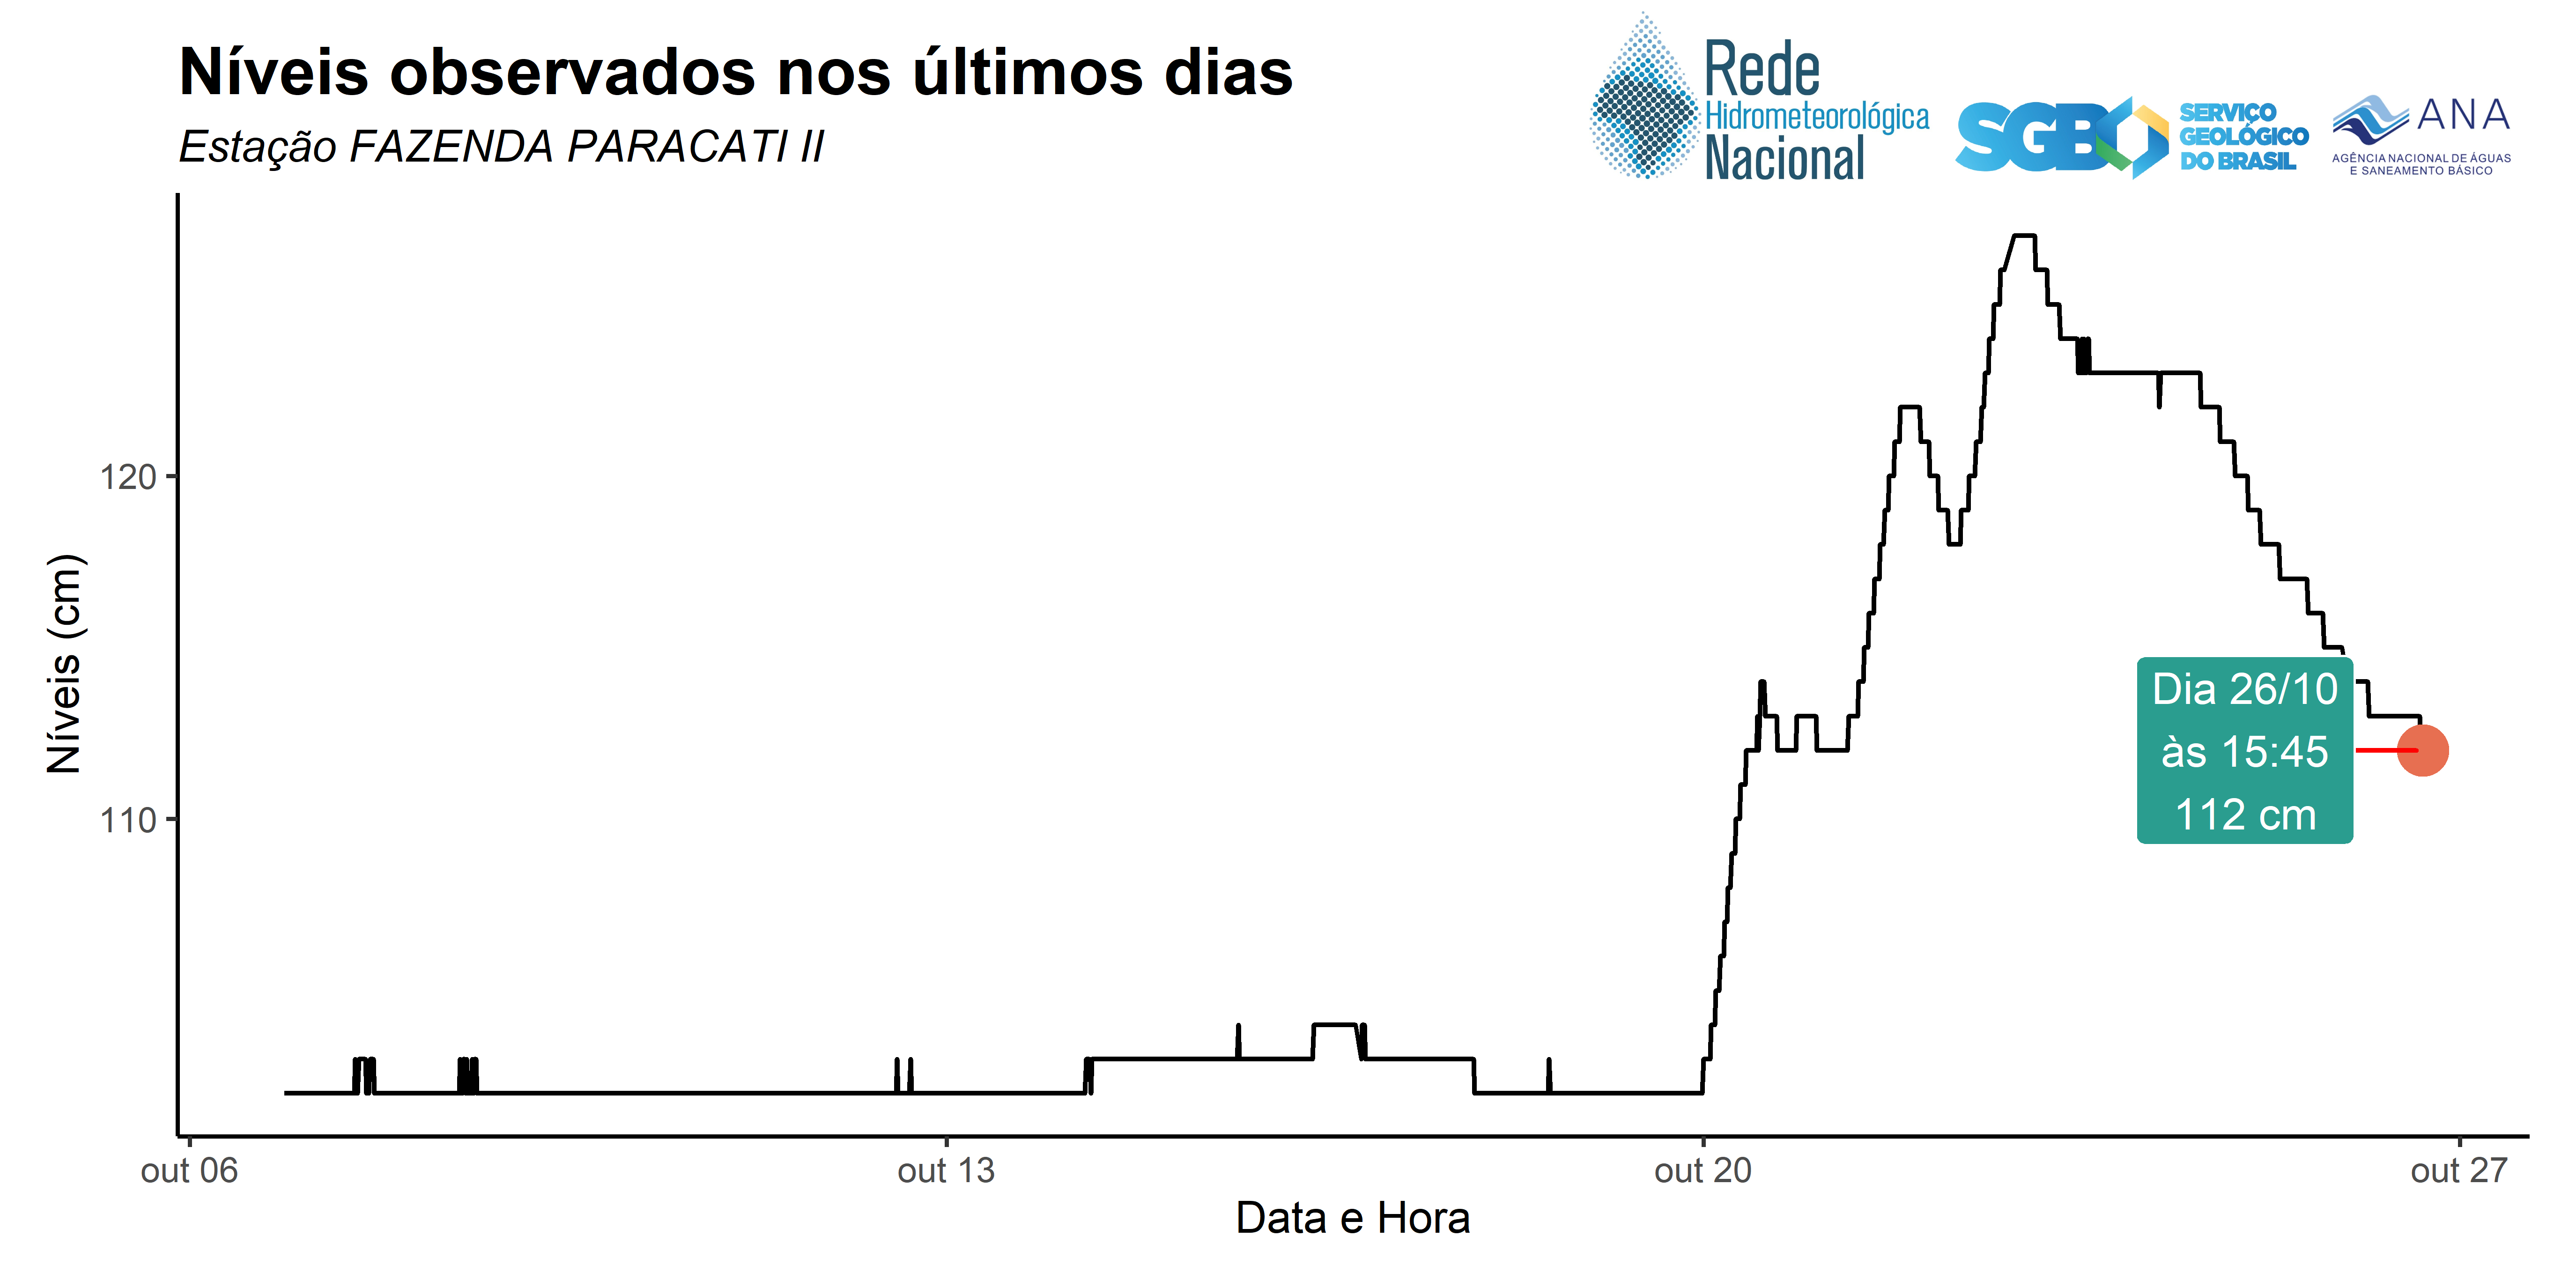 Níveis observados nos últimos dias
Estação FAZENDA PARACATI II
Rede
Hidrometeorológica
Nacional
SGB
SERVIÇO
GEOLÓGICO
DO BRASIL
ANA
AGÊNCIA NACIONAL DE ÁGUAS
E SANEAMENTO BÁSICO
Níveis (cm)
120
110
Dia 26/10
às 15:45
112 cm
out 06
out 13
out 20
out 27
Data e Hora